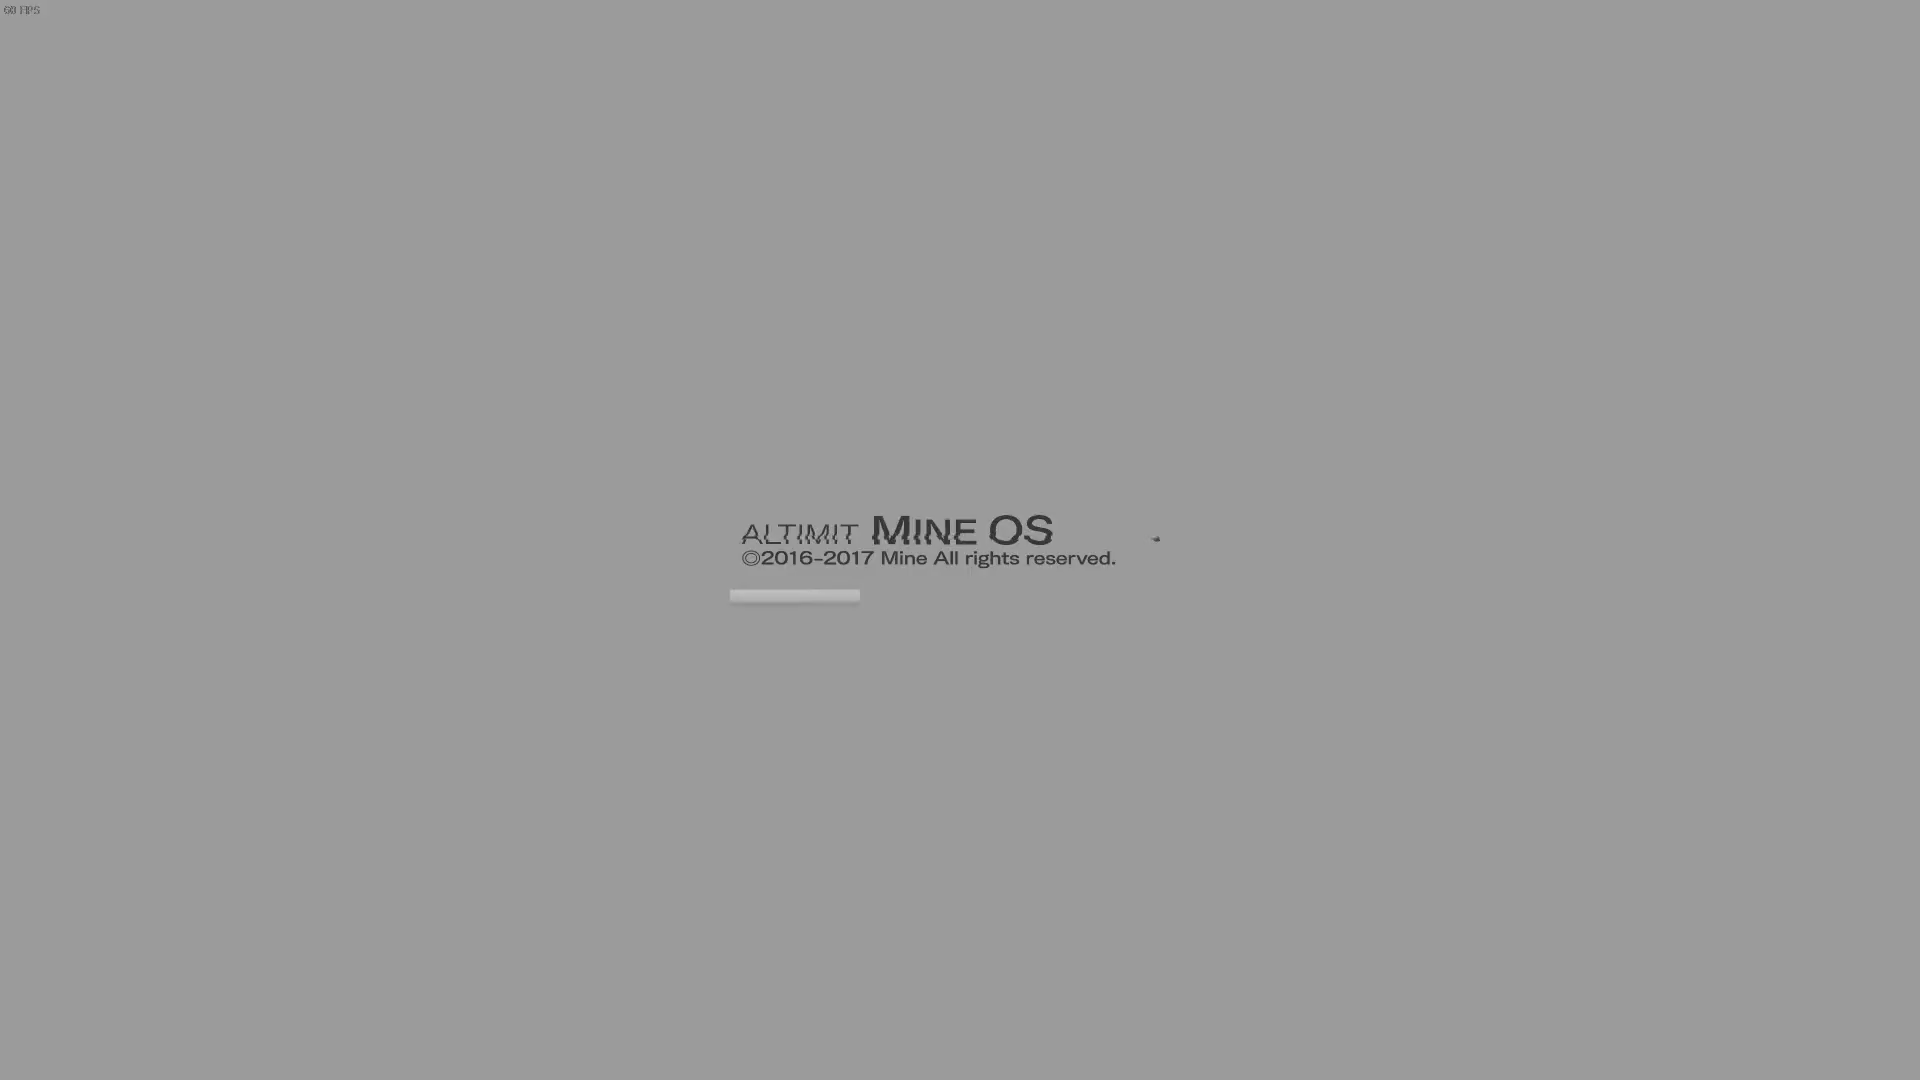 60 FPS
ALTIMIT MINE OS
©2016-2017 Mine All rights reserved.